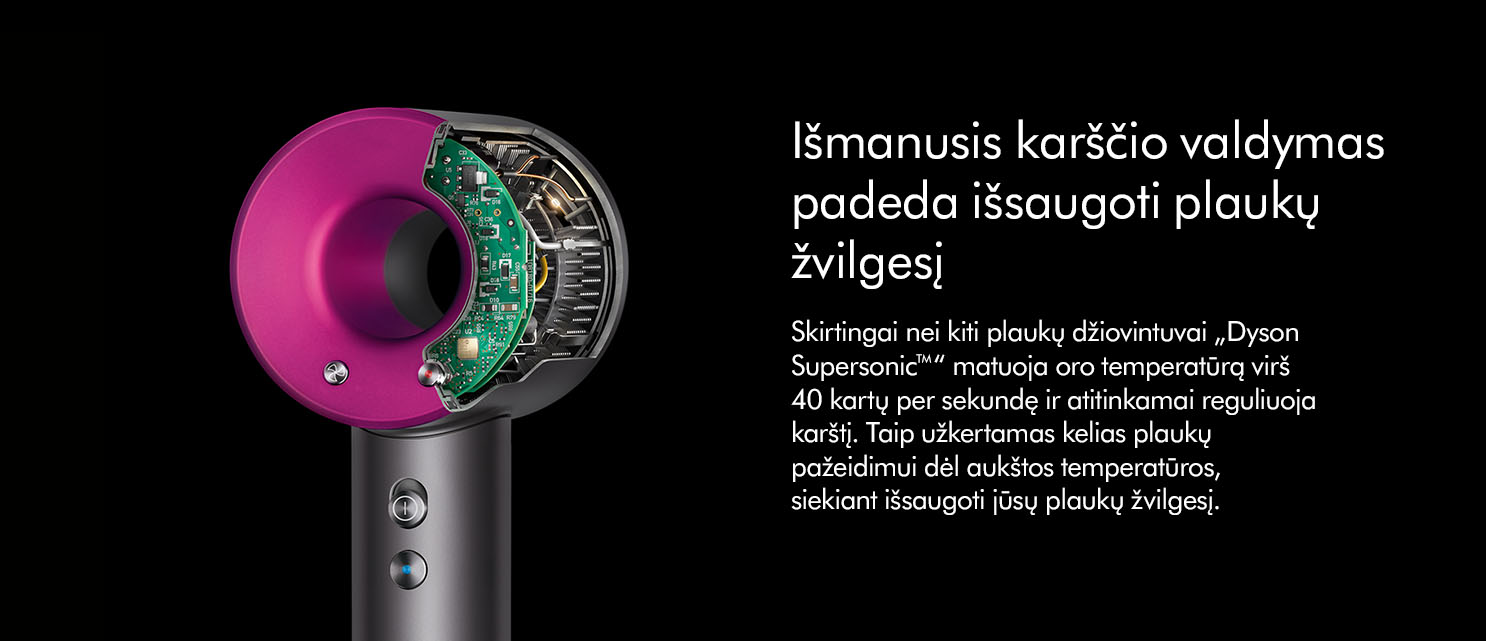 Išmanusis karščio valdymas
padeda išsaugoti plaukų
žvilgesį
Skirtingai nei kiti plaukų džiovintuvai „Dyson
Supersonic™“ matuoja oro temperatūrą virš
40 kartų per sekundę ir atitinkamai reguliuoja
karštį. Taip užkertamas kelias plaukų
pažeidimui dėl aukštos temperatūros,
siekiant išsaugoti jūsų plaukų žvilgesį.